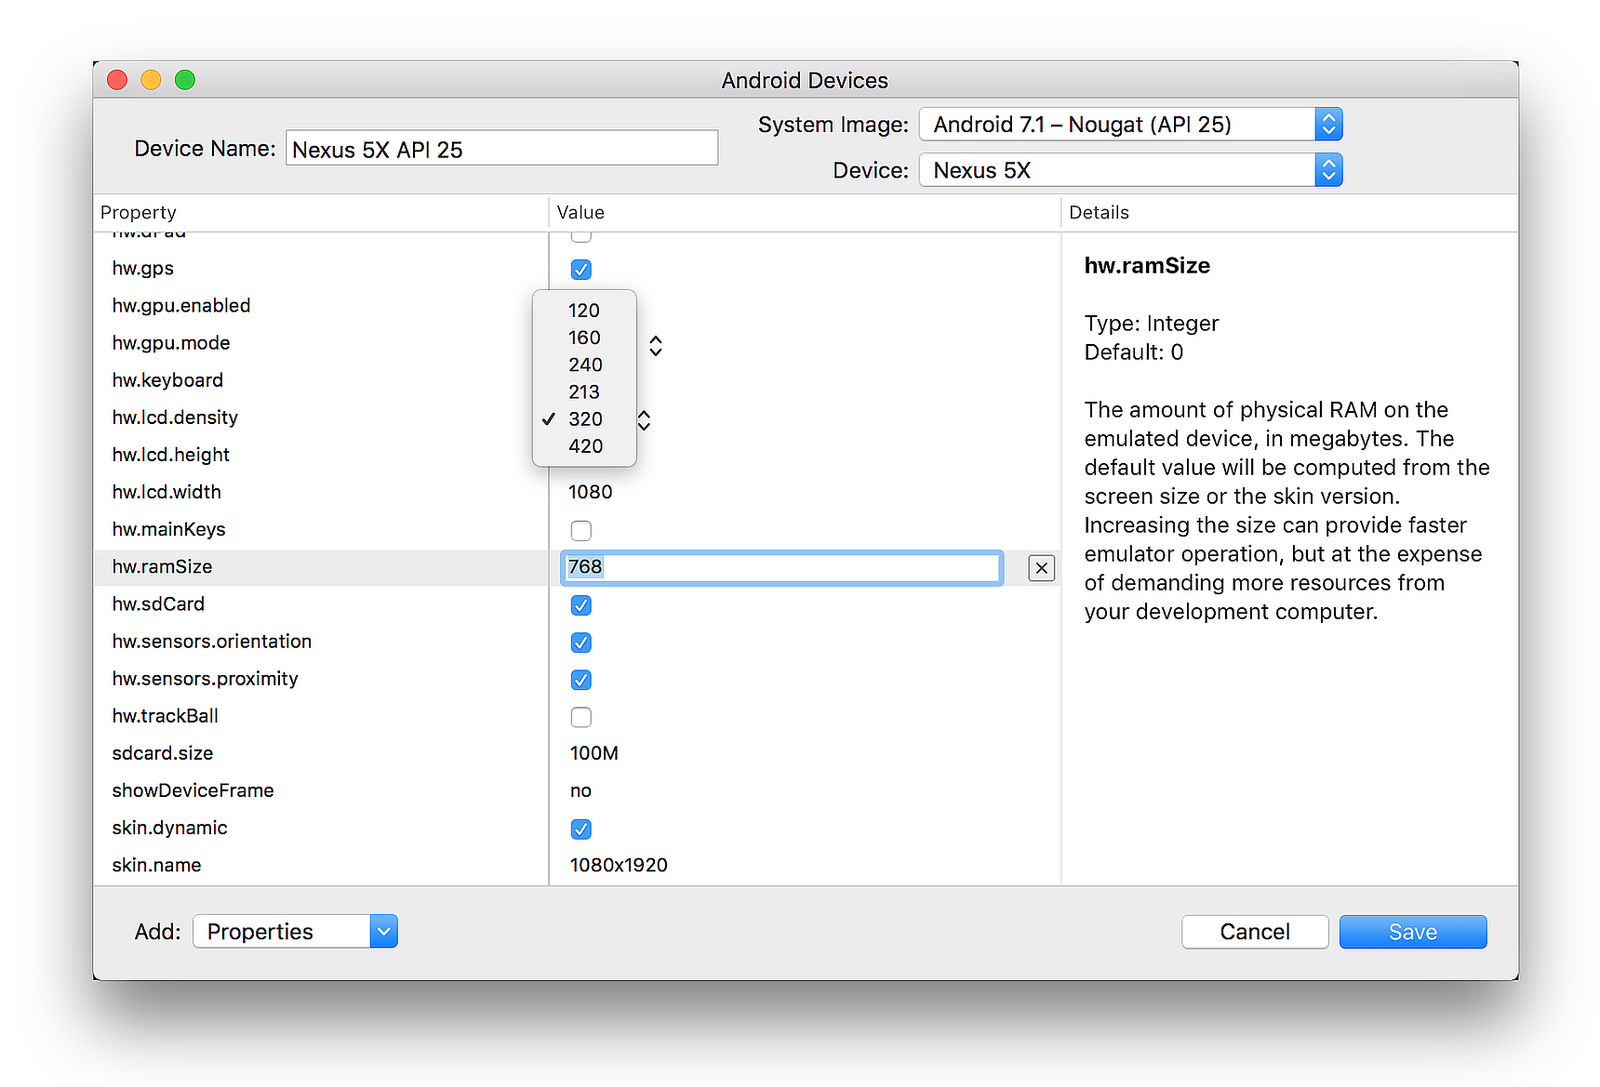 Android Devices
Device Name: Nexus 5X API 25
System Image: Android 7.1 – Nougat (API 25)
Device: Nexus 5X
Property Value Details
hw.dPad
hw.gps
hw.gpu.enabled
hw.gpu.mode
hw.keyboard
hw.lcd.density
hw.lcd.height
hw.lcd.width 1080
hw.mainKeys
hw.ramSize 768
hw.sdCard
hw.sensors.orientation
hw.sensors.proximity
hw.trackBall
sdcard.size 100M
showDeviceFrame no
skin.dynamic
skin.name 1080x1920
120
160
240
213
320
420
hw.ramSize
Type: Integer
Default: 0
The amount of physical RAM on the
emulated device, in megabytes. The
default value will be computed from the
screen size or the skin version.
Increasing the size can provide faster
emulator operation, but at the expense
of demanding more resources from
your development computer.
Add: Properties
Cancel Save